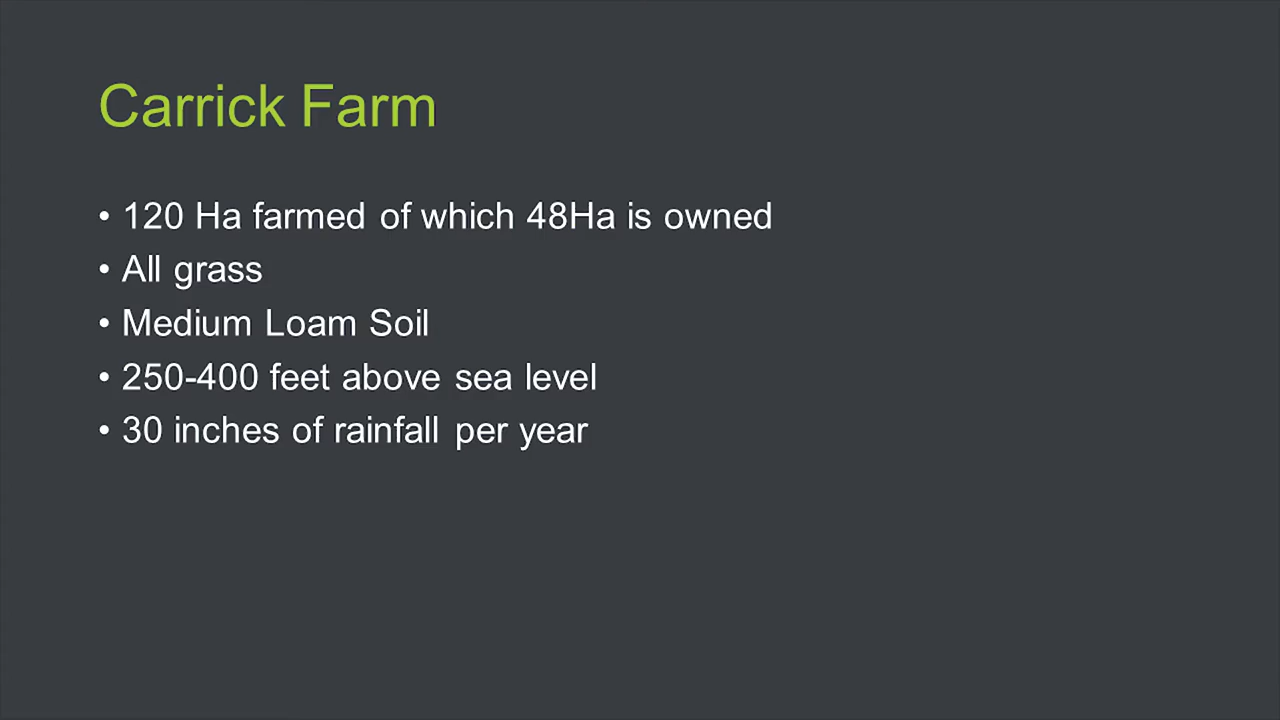 Carrick Farm
• 120 Ha farmed of which 48Ha is owned
• All grass
• Medium Loam Soil
• 250-400 feet above sea level
• 30 inches of rainfall per year